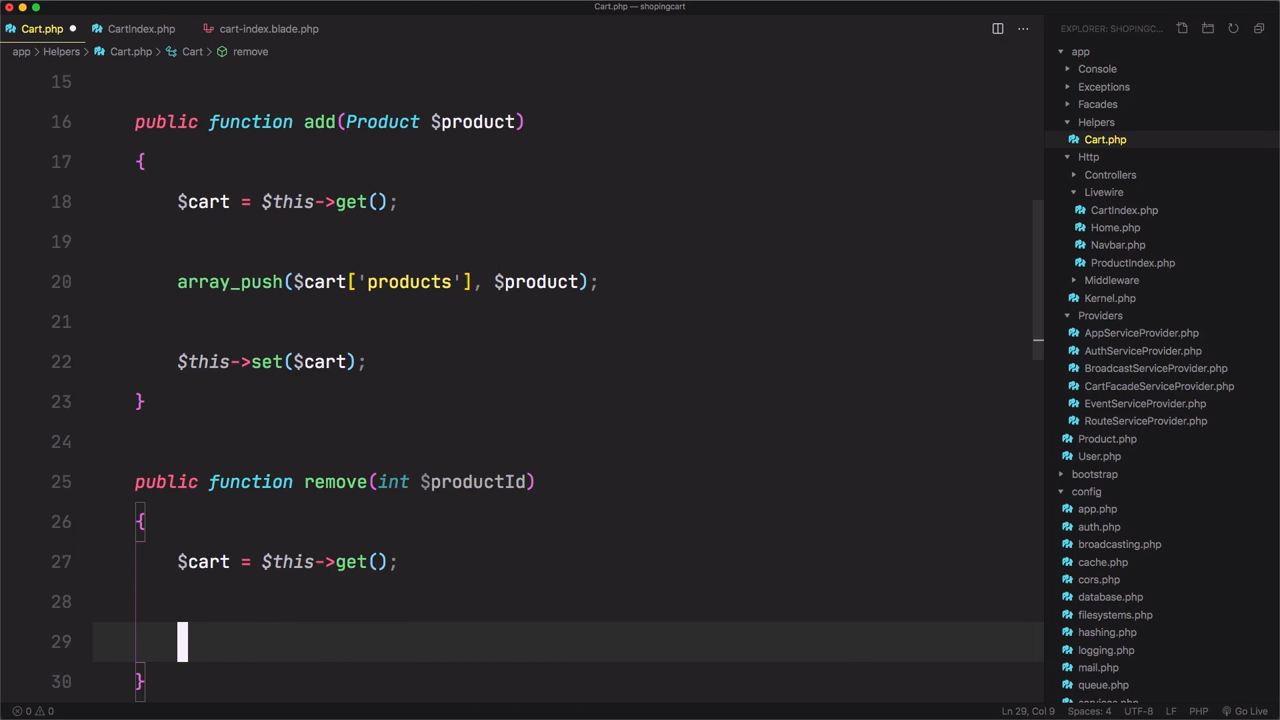 Cart.php — shopingcart
Cart.php CartIndex.php cart-index.blade.php
app > Helpers > Cart.php > Cart > remove
15
16 public function add(Product $product)
17 {
18 $cart = $this->get();
19
20 array_push($cart['products'], $product);
21
22 $this->set($cart);
23 }
24
25 public function remove(int $productId)
26 {
27 $cart = $this->get();
28
29
30 }
EXPLORER: SHOPINGC...
app
Console
Exceptions
Facades
Helpers
Cart.php
Http
Controllers
Livewire
CartIndex.php
Home.php
Navbar.php
ProductIndex.php
Middleware
Kernel.php
Providers
AppServiceProvider.php
AuthServiceProvider.php
BroadcastServiceProvider.php
CartFacadeServiceProvider.php
EventServiceProvider.php
RouteServiceProvider.php
Product.php
User.php
bootstrap
config
app.php
auth.php
broadcasting.php
cache.php
cors.php
database.php
filesystems.php
hashing.php
logging.php
mail.php
queue.php
0 0 Ln 29, Col 9 Spaces: 4 UTF-8 LF PHP Go Live